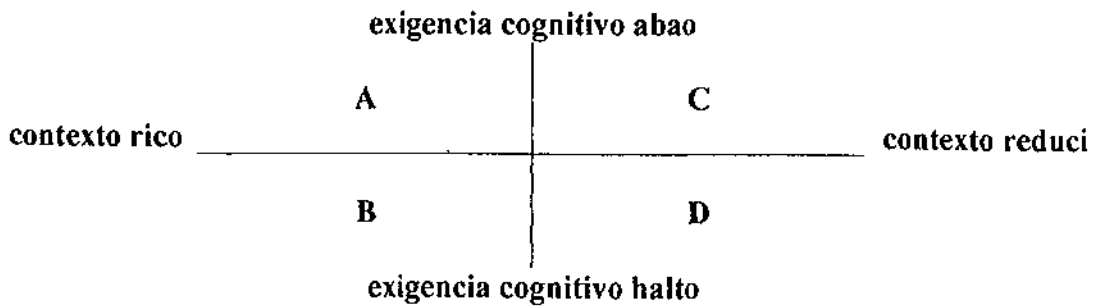 exigencia cognitivo abao
A C
contexto rico contexto reduci
B D
exigencia cognitivo halto